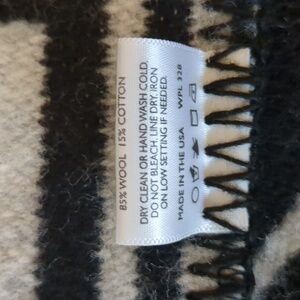 85% WOOL 15% COTTON
DRY CLEAN OR HAND WASH COLD.
DO NOT BLEACH. LINE DRY. IRON
ON LOW SETTING IF NEEDED.
MADE IN THE USA WPL 328